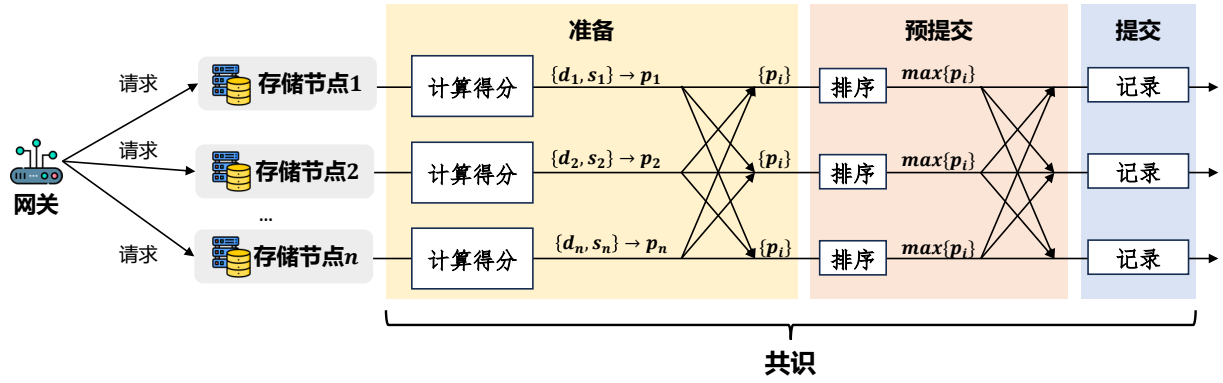 准备
预提交
提交
请求
存储节点1
计算得分
{d₁, s₁} → p₁
{pᵢ}
排序
max{pᵢ}
记录
请求
存储节点2
计算得分
{d₂, s₂} → p₂
{pᵢ}
排序
max{pᵢ}
记录
网关
...
请求
存储节点n
计算得分
{dₙ, sₙ} → pₙ
{pᵢ}
排序
max{pᵢ}
记录
共识